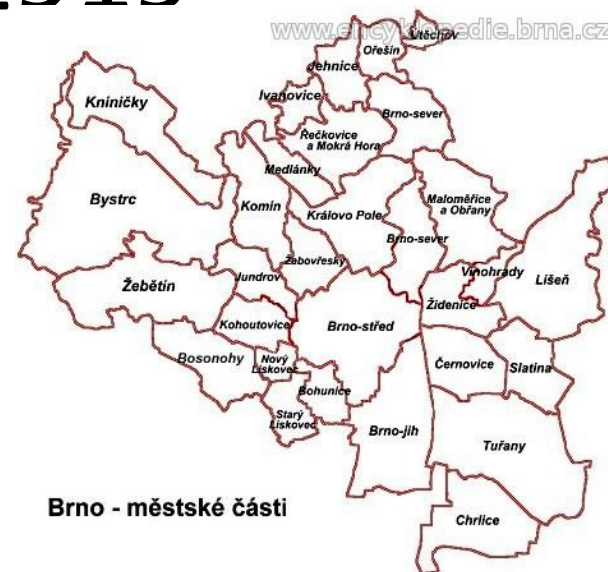 www.encyklopedie.brna.cz
Útěchov
Ořešín
Jehnice
Kníničky
Ivanovice
Brno-sever
Řečkovice
a Mokrá Hora
Medlánky
Bystrc
Komín
Královo Pole
Maloměřice
a Obřany
Brno-sever
Žabovřesky
Vinohrady
Líšeň
Jundrov
Žebětín
Židenice
Kohoutovice
Brno-střed
Bosonohy
Nový
Lískovec
Černovice
Slatina
Bohunice
Starý
Lískovec
Brno-jih
Tuřany
Brno - městské části
Chrlice